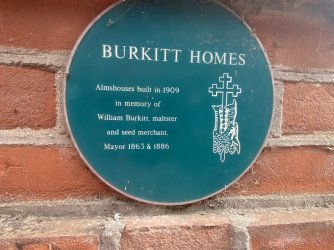 BURKITT HOMES
Almshouses built in 1909
in memory of
William Burkitt, maltster
and seed merchant.
Mayor 1863 & 1886